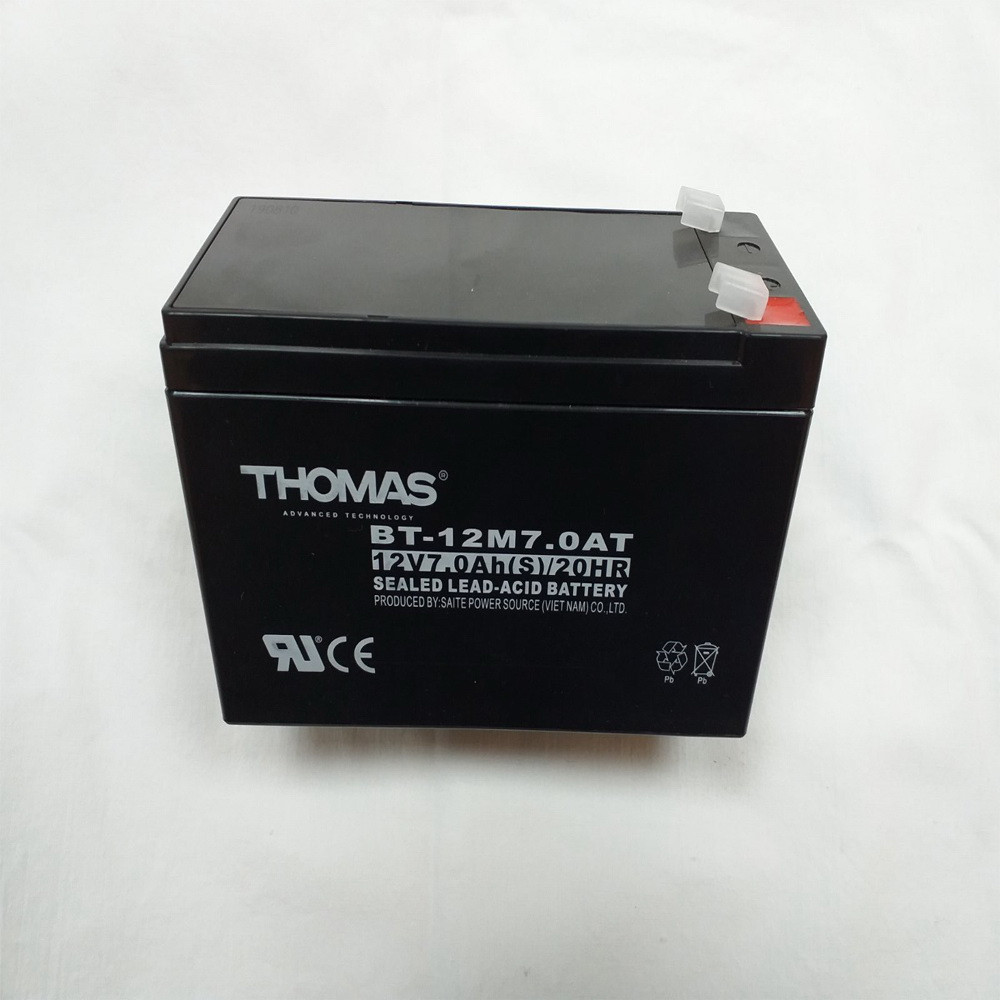 THOMAS®
ADVANCED TECHNOLOGY
BT-12M7.0AT
12V7.0Ah(S)/20HR
SEALED LEAD-ACID BATTERY
PRODUCED BY:SAITE POWER SOURCE (VIET NAM) CO.,LTD.
CE
Pb Pb